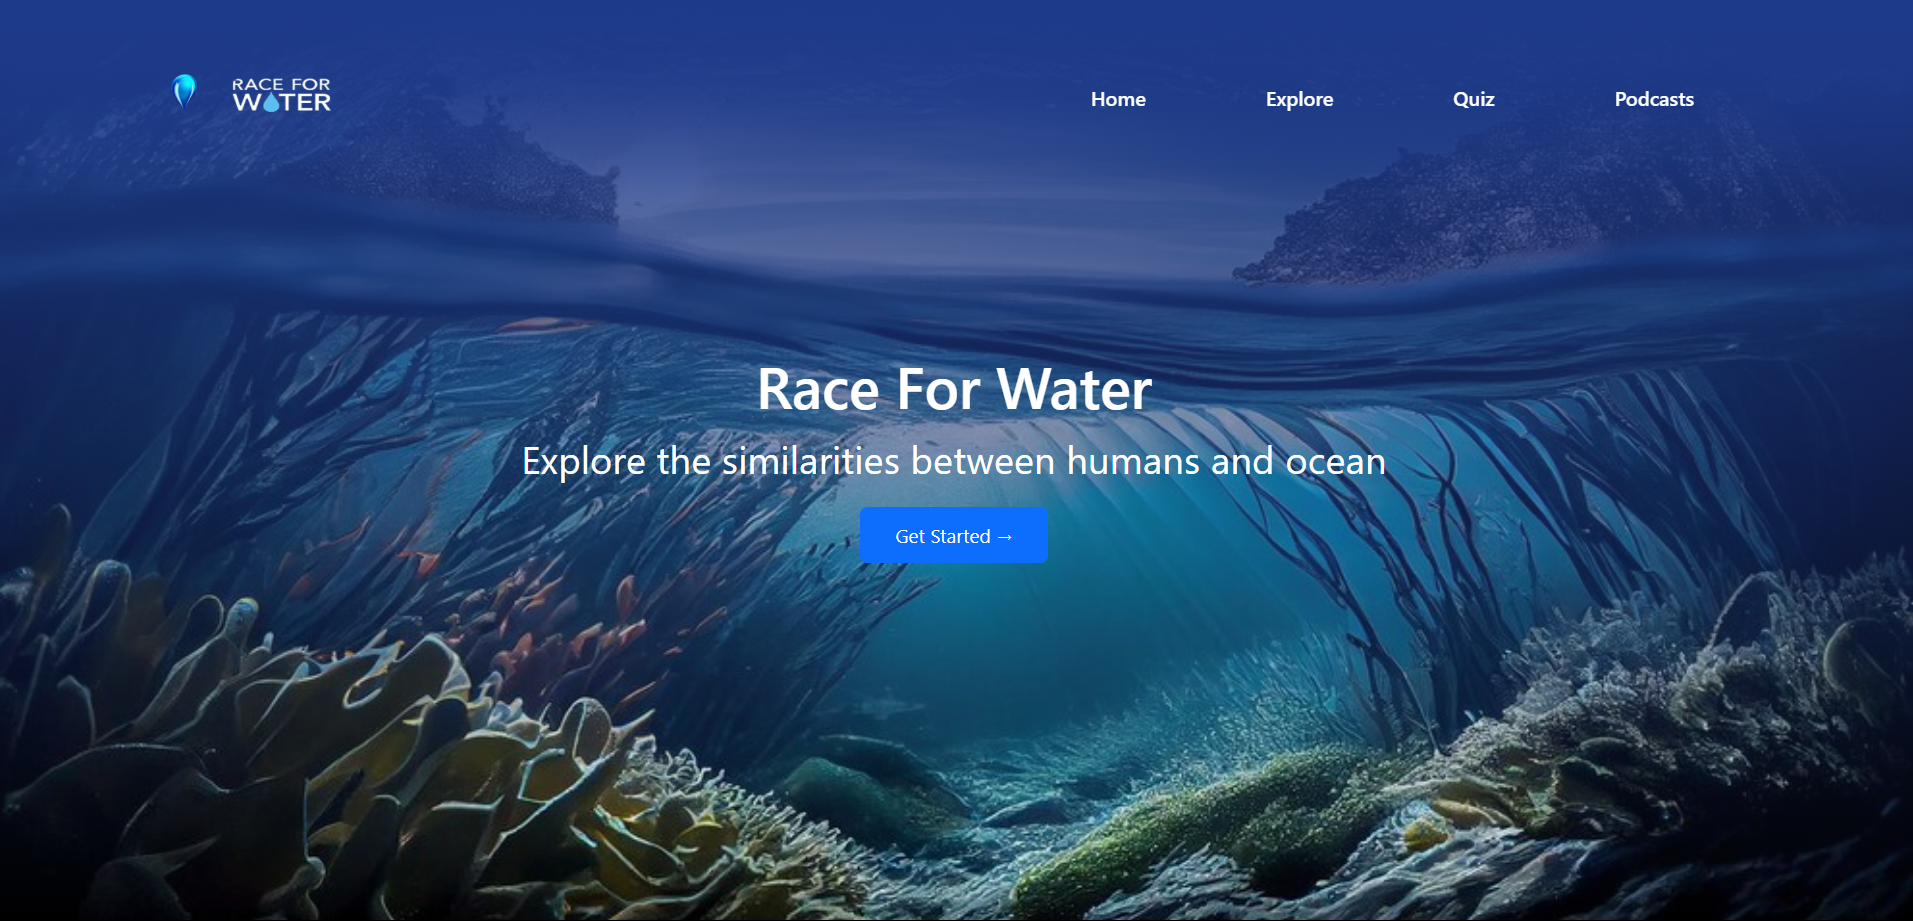 RACE FOR
WATER
Home
Explore
Quiz
Podcasts
Race For Water
Explore the similarities between humans and ocean
Get Started →